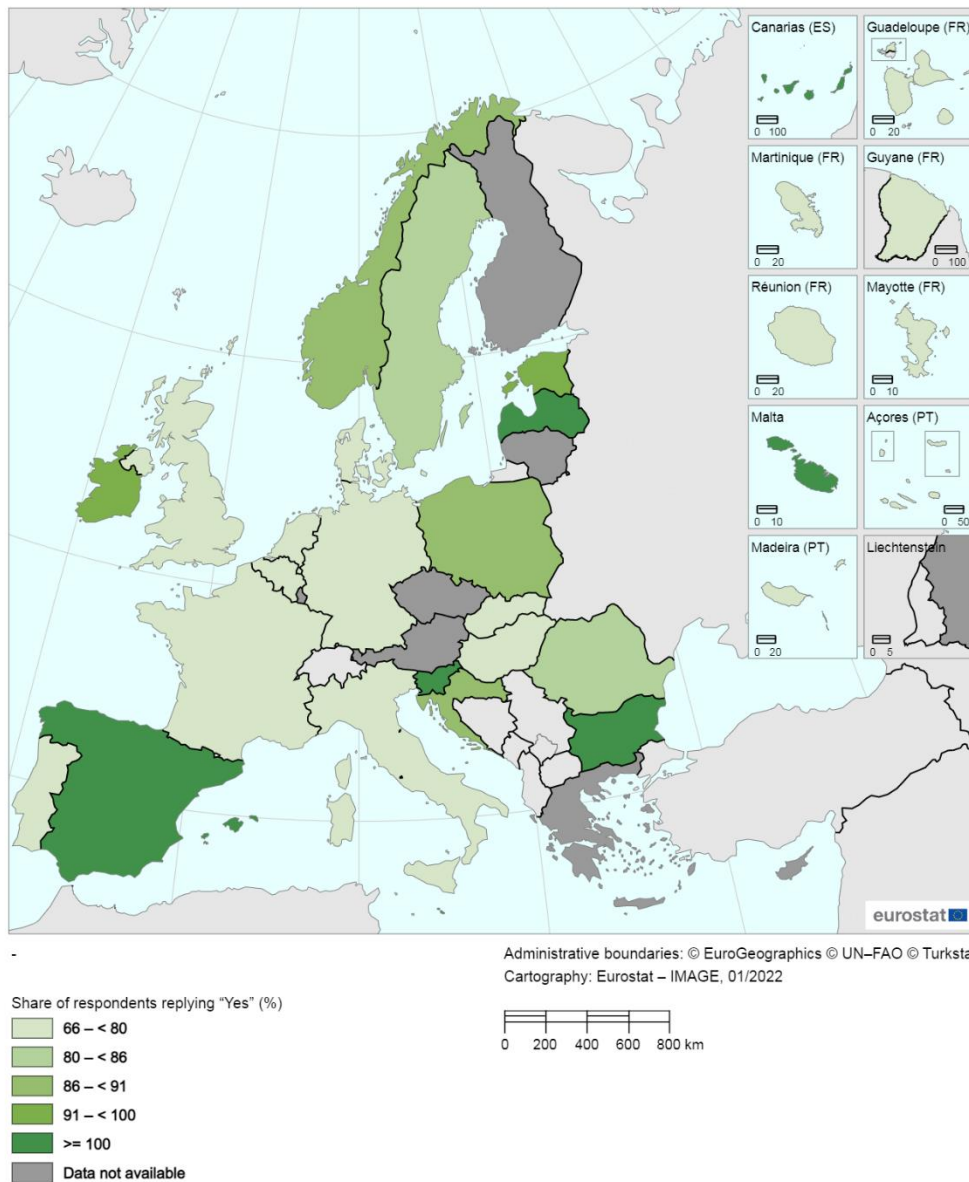 Canarias (ES)
0 100
Guadeloupe (FR)
0 20
Martinique (FR)
0 20
Guyane (FR)
0 100
Réunion (FR)
0 20
Mayotte (FR)
0 10
Malta
0 10
Açores (PT)
0 50
Madeira (PT)
0 20
Liechtenstein
0 5
eurostat
-
Administrative boundaries: © EuroGeographics © UN–FAO © Turksta
Cartography: Eurostat – IMAGE, 01/2022
Share of respondents replying “Yes” (%)
66 – < 80
80 – < 86
86 – < 91
91 – < 100
>= 100
Data not available
0 200 400 600 800 km